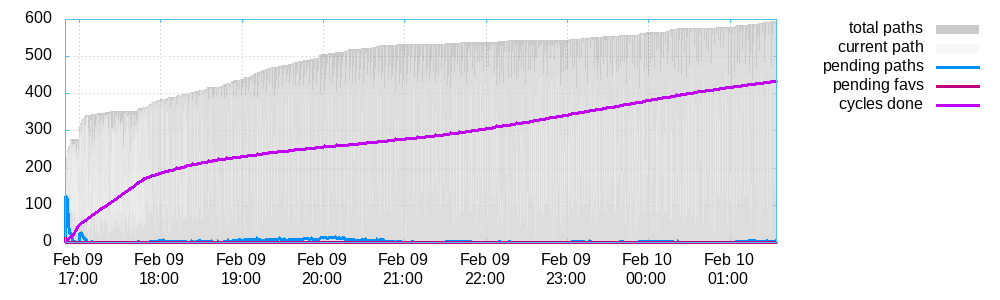 600
500
400
300
200
100
0
Feb 09 Feb 09 Feb 09 Feb 09 Feb 09 Feb 09 Feb 09 Feb 10 Feb 10
17:00 18:00 19:00 20:00 21:00 22:00 23:00 00:00 01:00
total paths
current path
pending paths
pending favs
cycles done